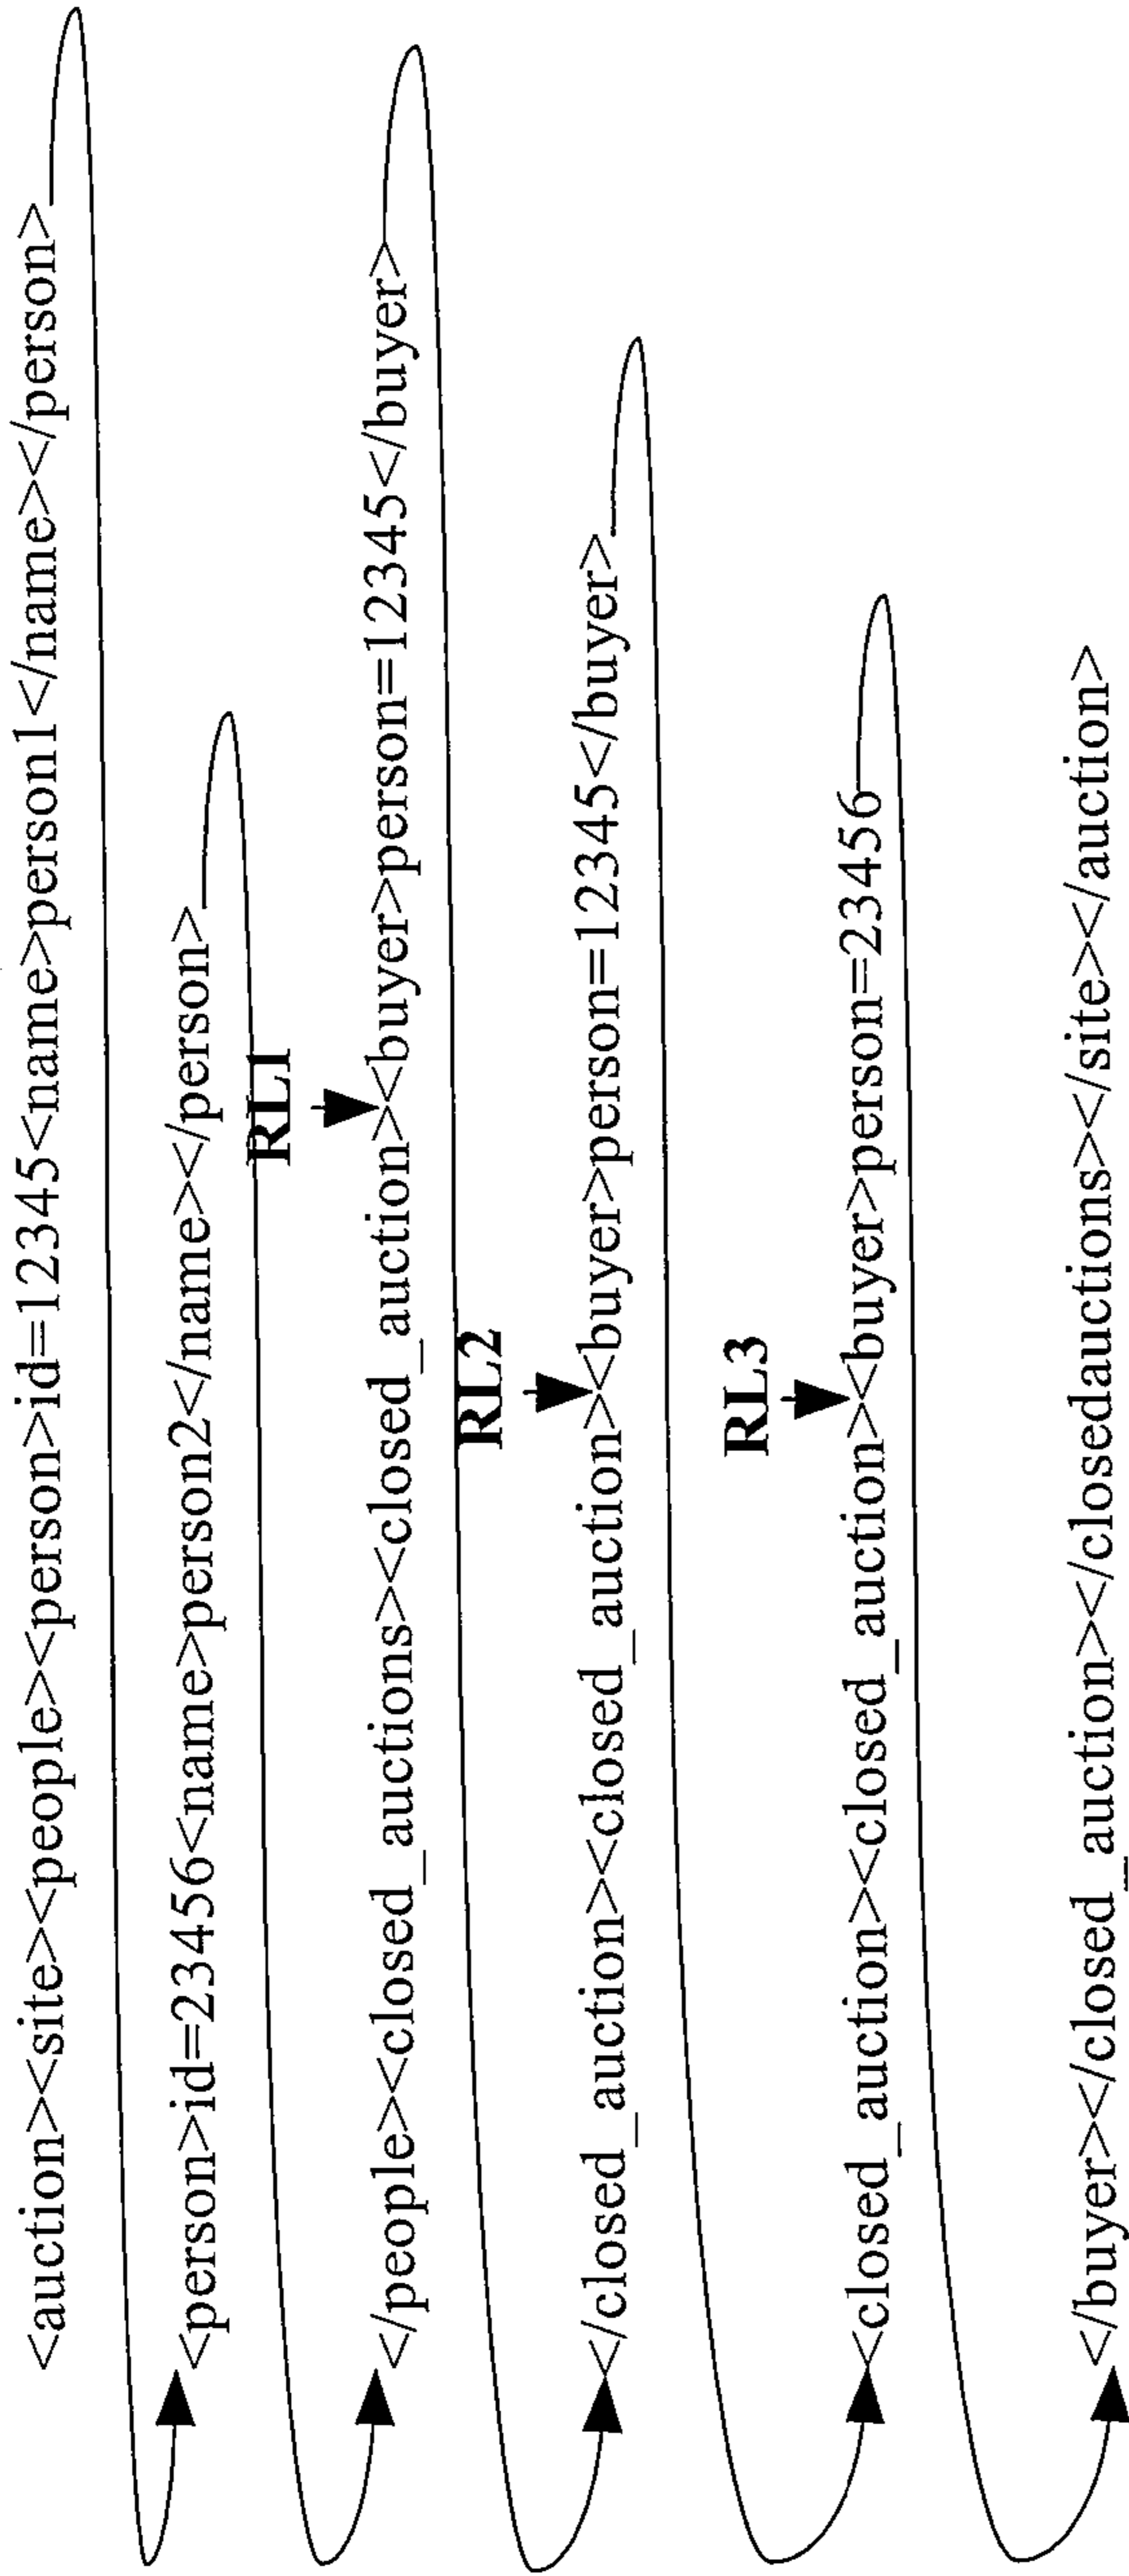 <auction><site><people><person>id=12345<name>person1</name></person>
<person>id=23456<name>person2</name></person>
RL1
</people><closed_auctions><closed_auction><buyer>person=12345</buyer>
RL2
</closed_auction><closed_auction><buyer>person=12345</buyer>
RL3
<closed_auction><closed_auction><buyer>person=23456
</buyer></closed_auction></closedauctions></site></auction>